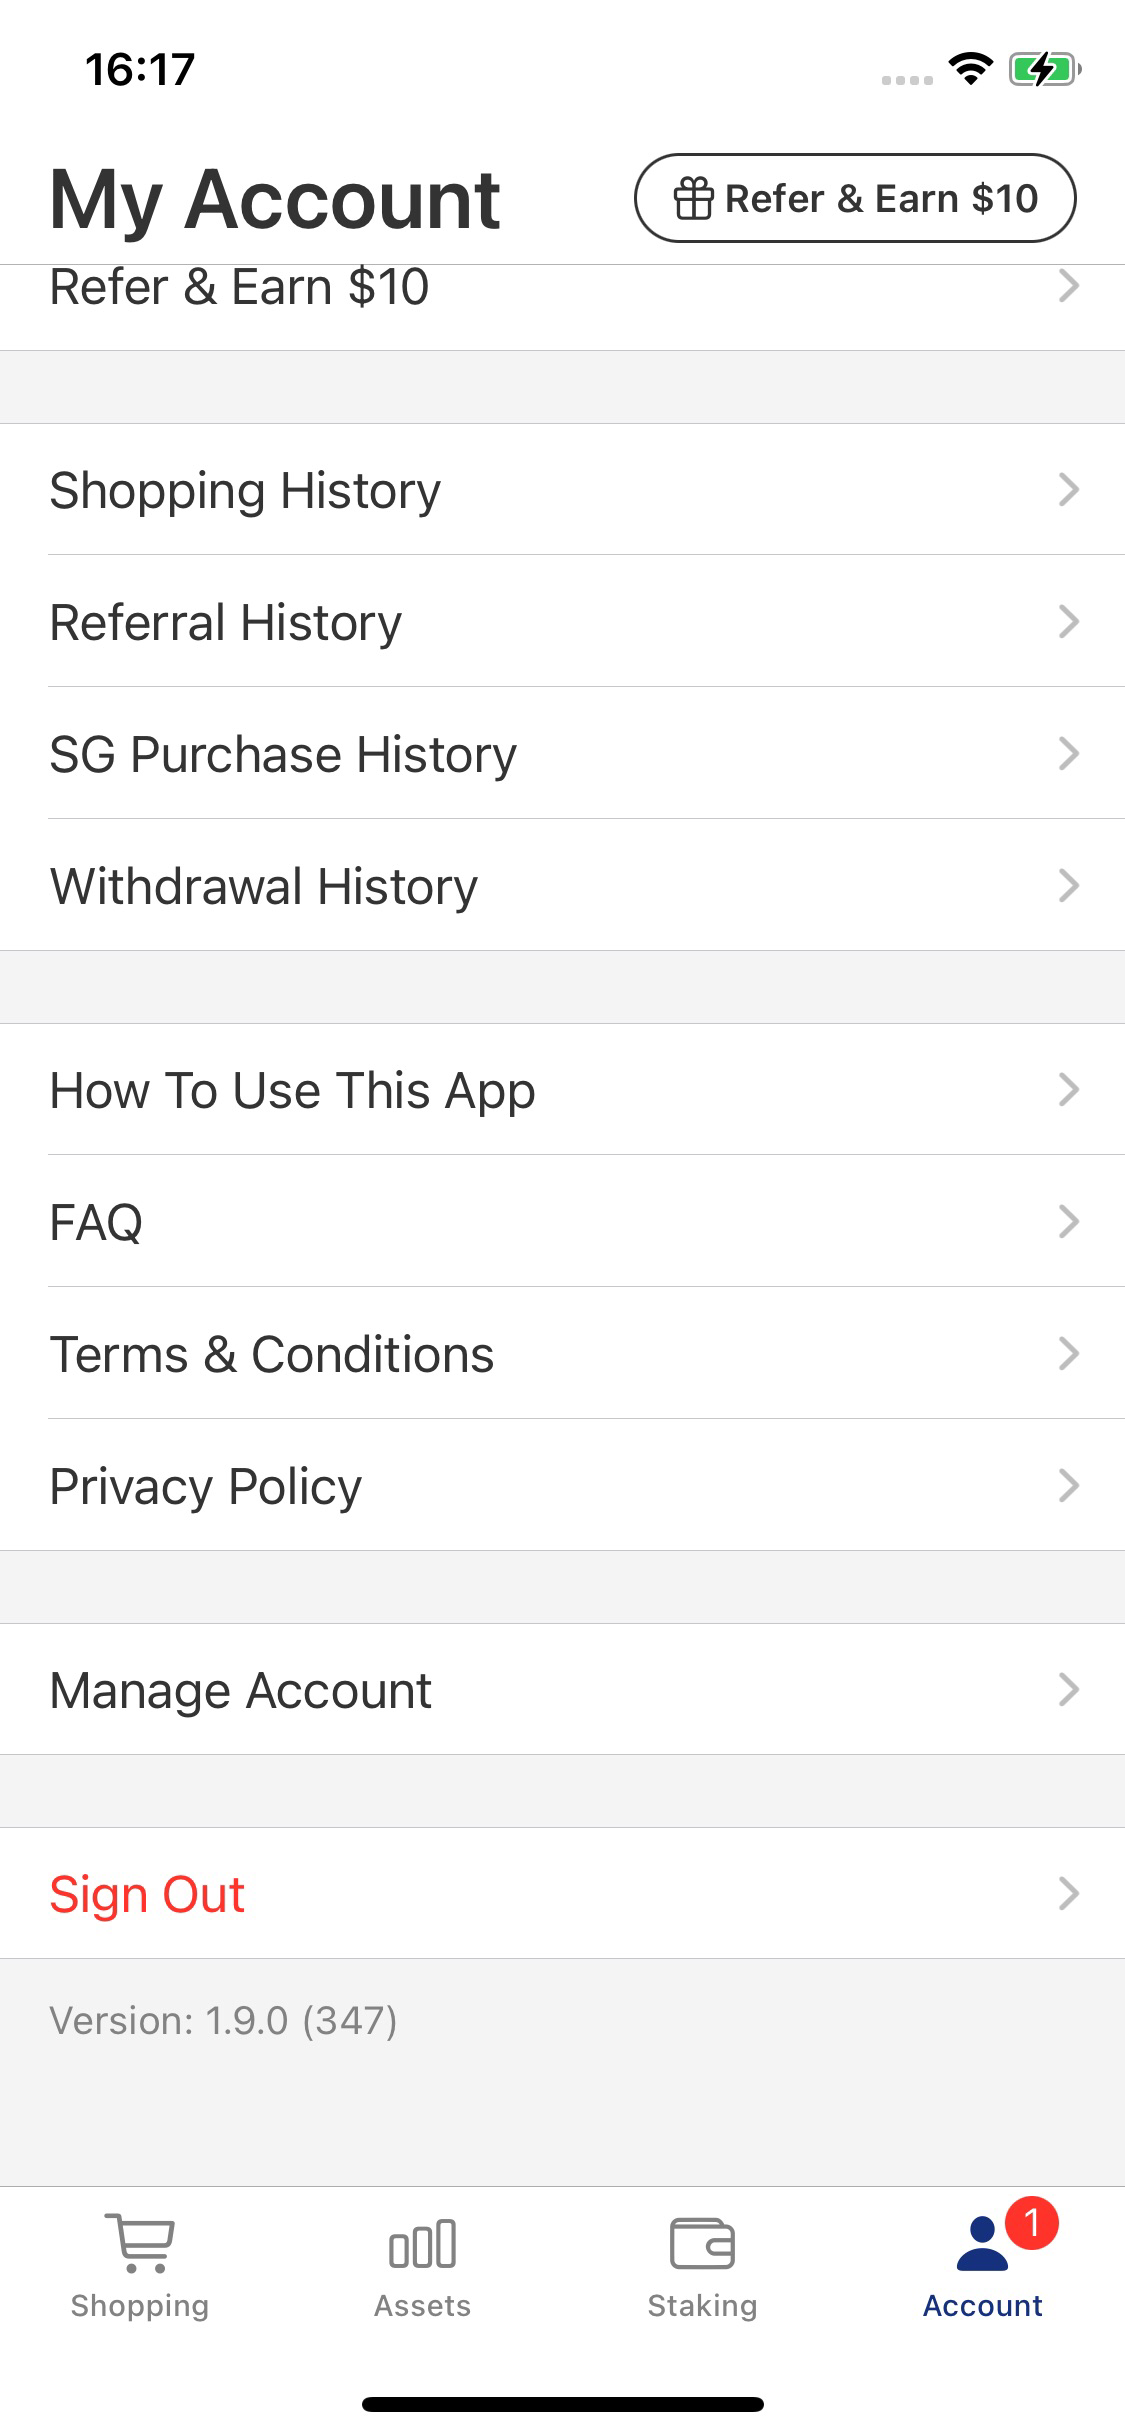 16:17
My Account
Refer & Earn $10
Refer & Earn $10
Shopping History
Referral History
SG Purchase History
Withdrawal History
How To Use This App
FAQ
Terms & Conditions
Privacy Policy
Manage Account
Sign Out
Version: 1.9.0 (347)
1
Shopping
Assets
Staking
Account